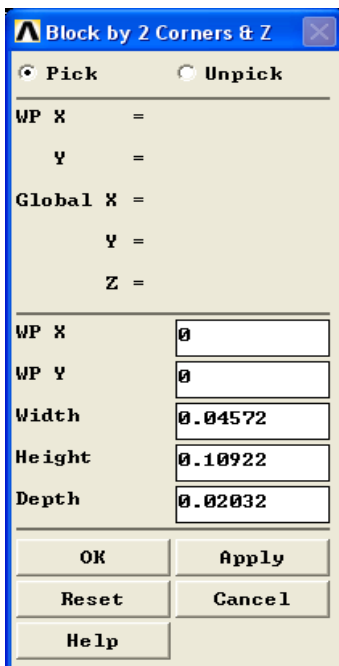 Block by 2 Corners & Z
Pick Unpick
WP X =
Y =
Global X =
Y =
Z =
WP X 0
WP Y 0
Width 0.04572
Height 0.10922
Depth 0.02032
OK Apply
Reset Cancel
Help